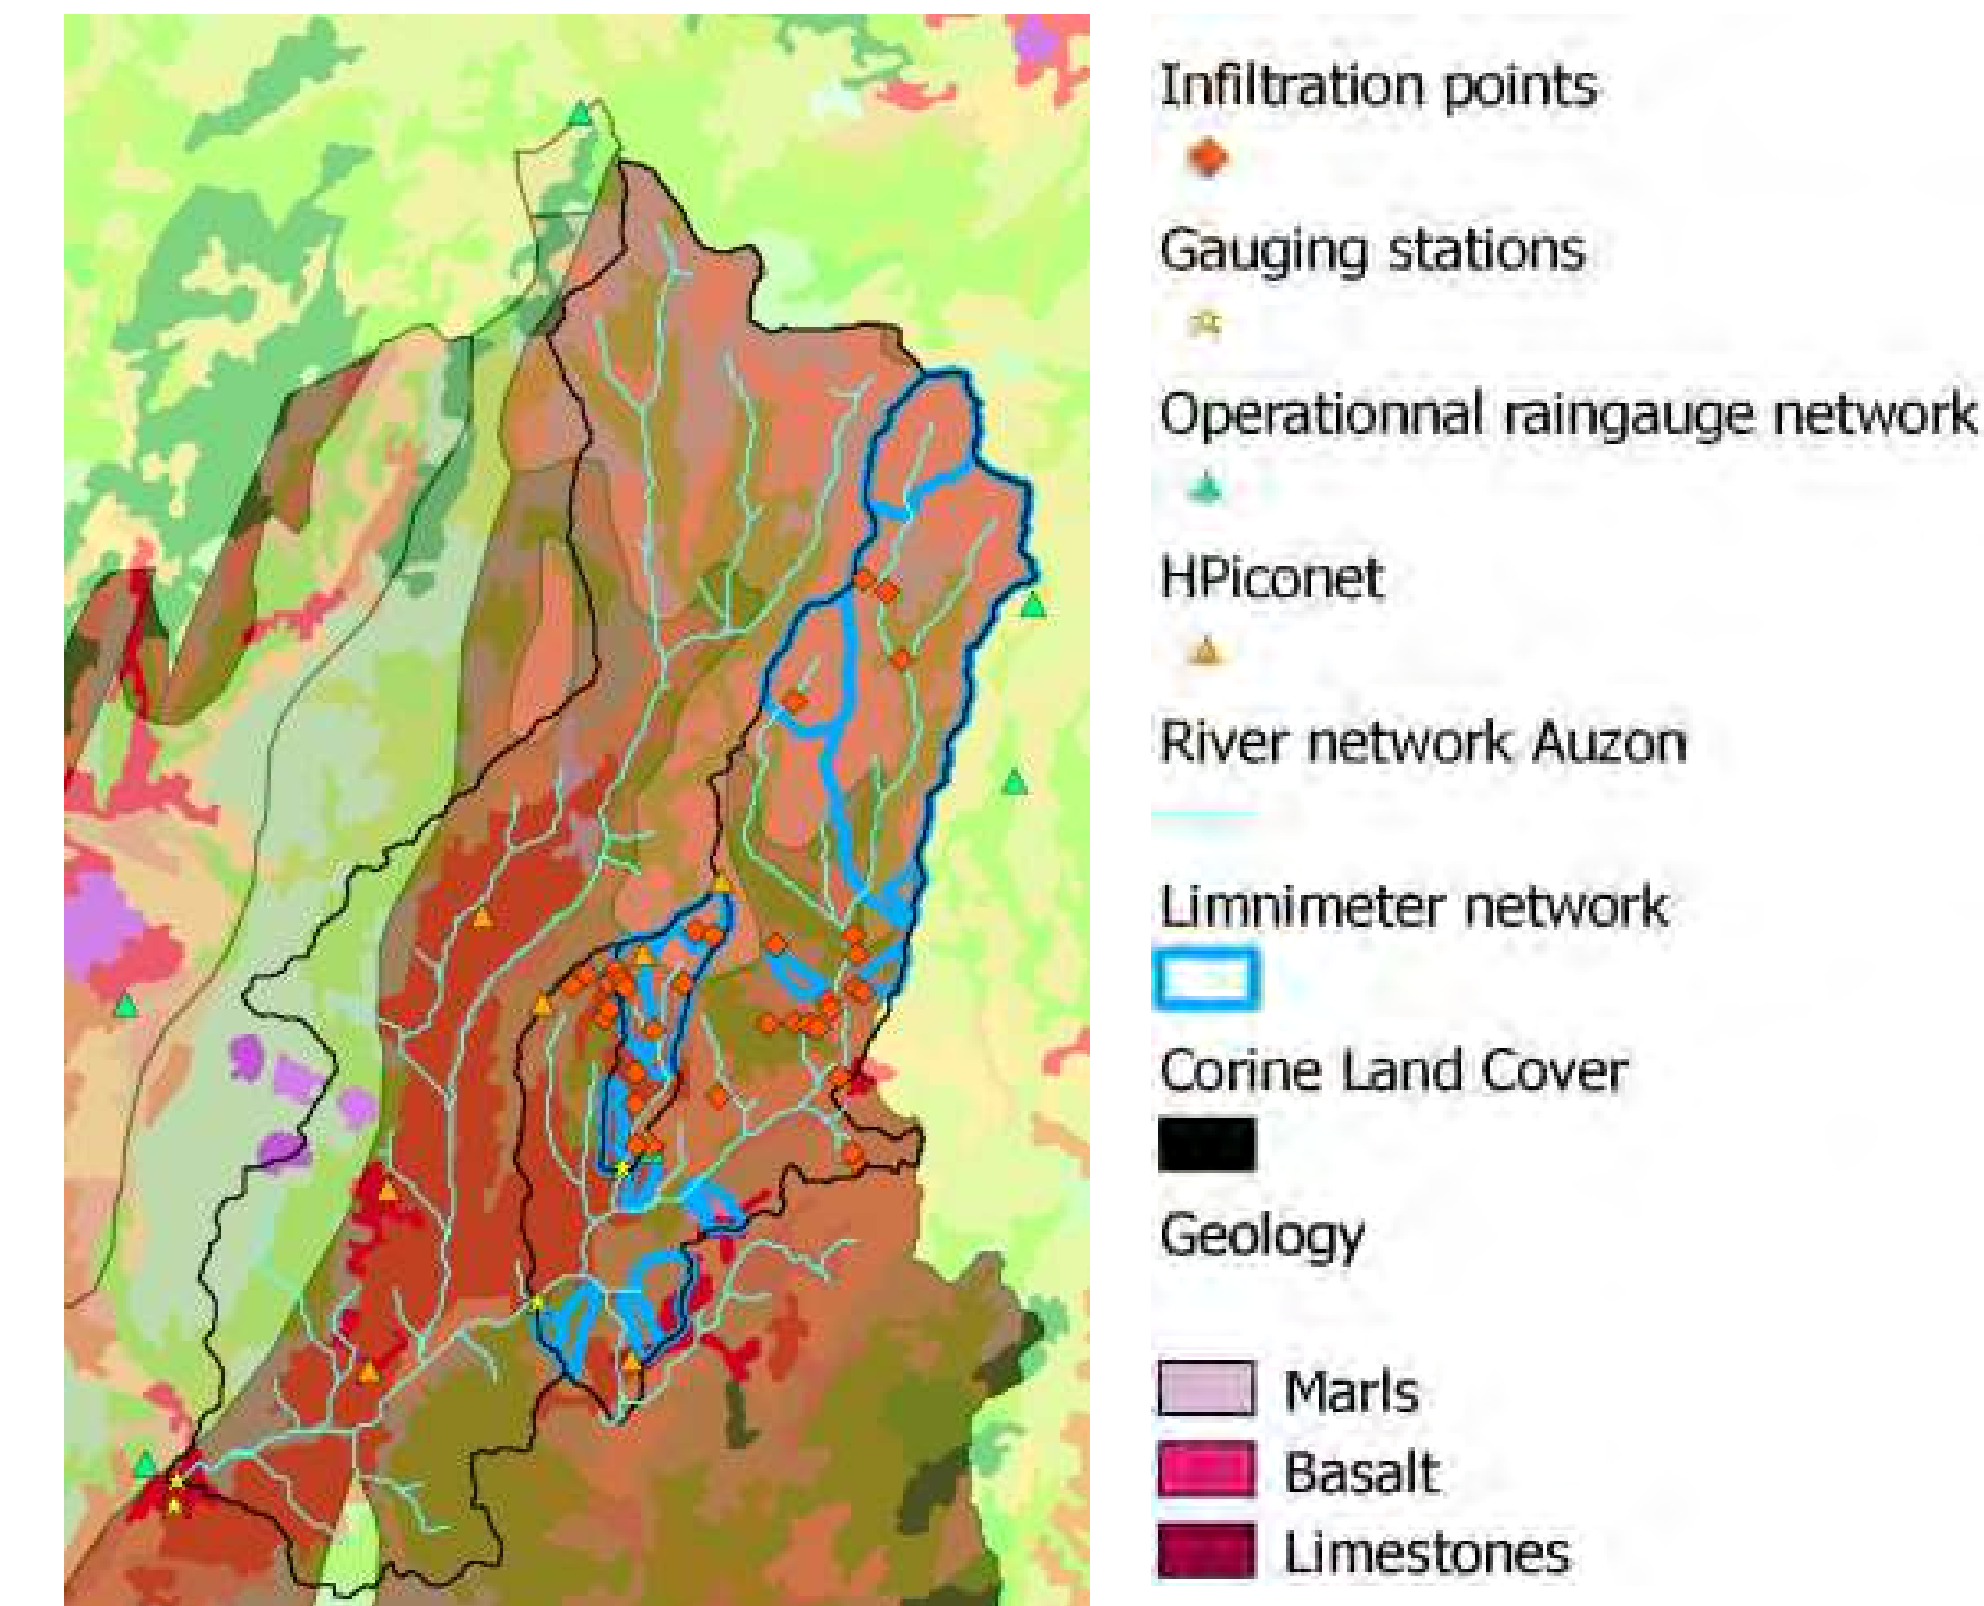 Infiltration points
Gauging stations
Operationnal raingauge network
HPiconet
River network Auzon
Limnimeter network
Corine Land Cover
Geology
Marls
Basalt
Limestones